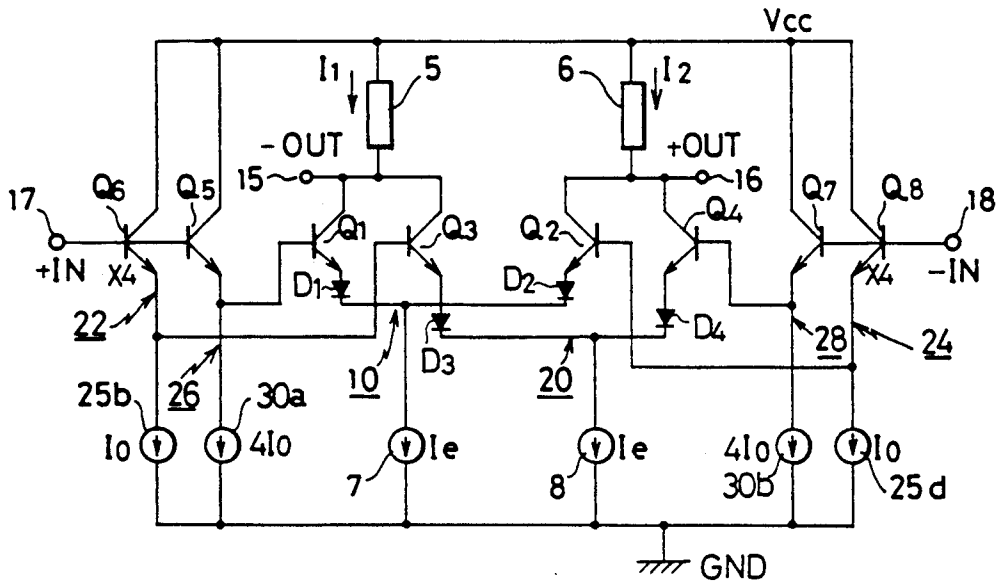 Vcc
I1
5
6
I2
-OUT
+OUT
15
16
17
Q6
Q5
Q1
Q3
Q2
Q4
Q7
Q8
18
+IN
X4
X4
-IN
D1
D2
D3
D4
22
26
10
20
28
24
25b
30a
I0
4I0
Ie
Ie
4I0
I0
7
8
30b
25d
GND